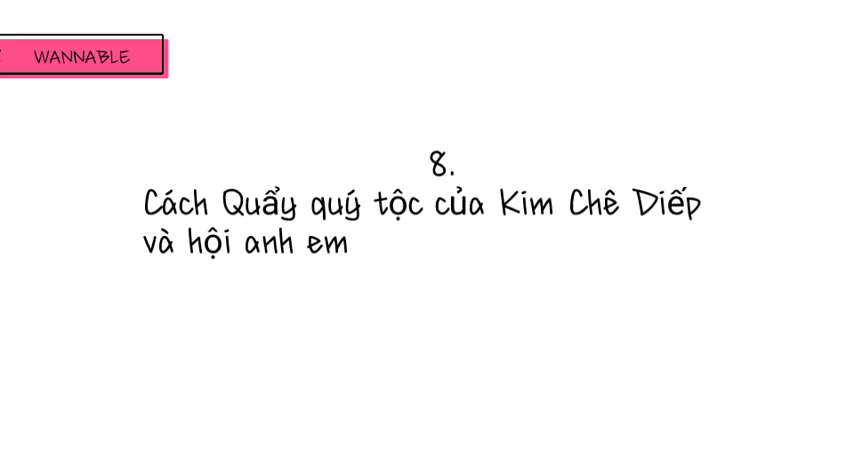 WANNABLE
8.
Cách Quẩy quý tộc của Kim Chê Diếp
và hội anh em